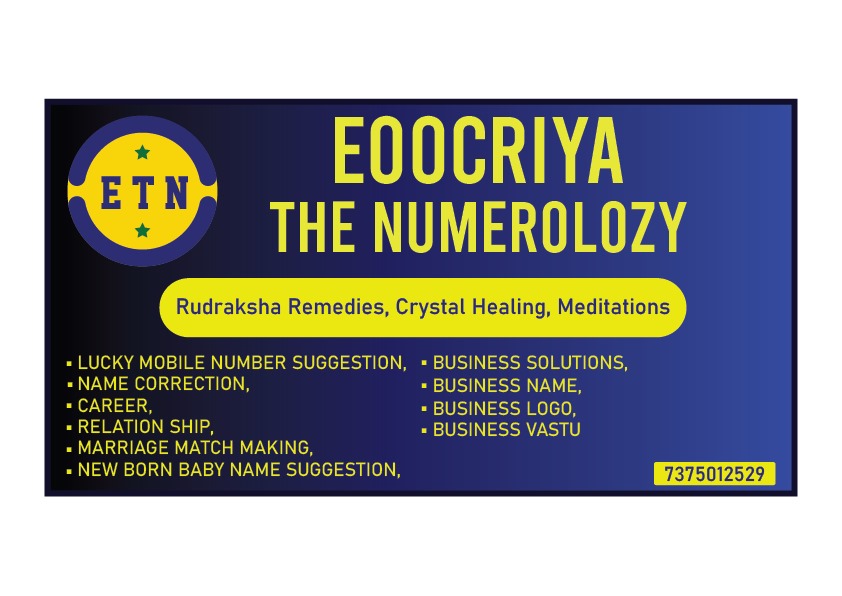 ETN
EOOCRIYA
THE NUMEROLOZY
Rudraksha Remedies, Crystal Healing, Meditations
▪ LUCKY MOBILE NUMBER SUGGESTION,
▪ NAME CORRECTION,
▪ CAREER,
▪ RELATION SHIP,
▪ MARRIAGE MATCH MAKING,
▪ NEW BORN BABY NAME SUGGESTION,
▪ BUSINESS SOLUTIONS,
▪ BUSINESS NAME,
▪ BUSINESS LOGO,
▪ BUSINESS VASTU
7375012529